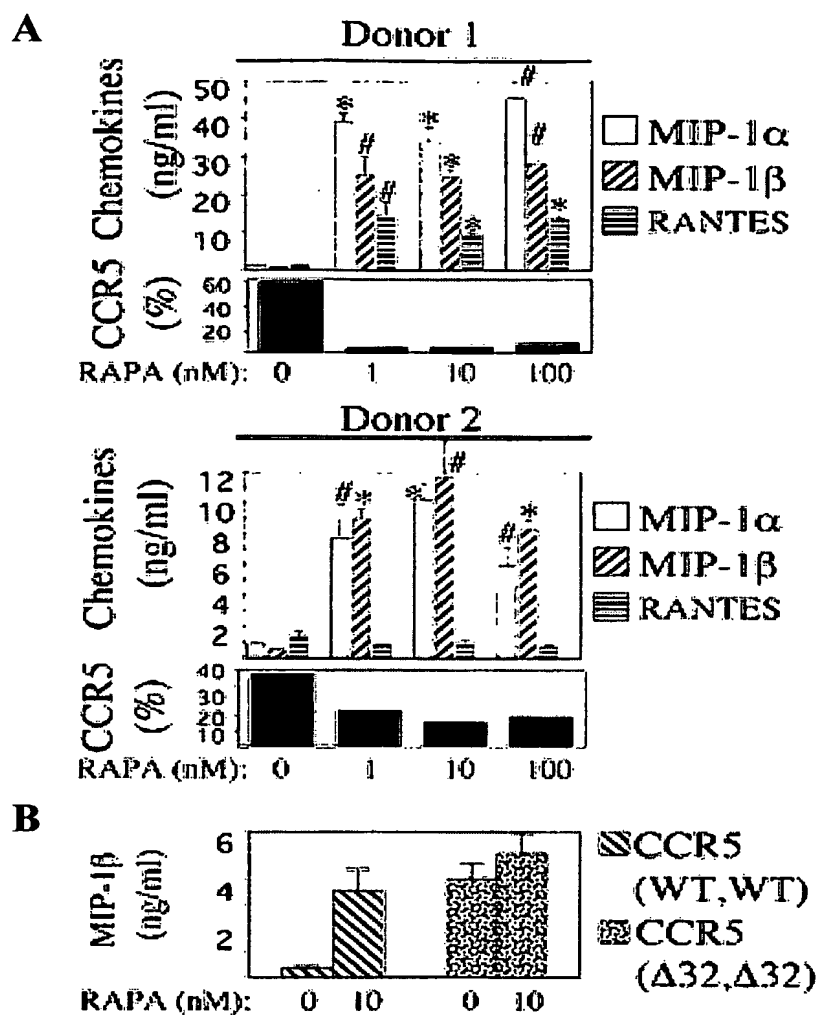 A
Donor 1
Chemokines
(ng/ml)
50
40
30
20
10
* # # * * * # # *
MIP-1α
MIP-1β
RANTES
CCR5
(%)
60
40
20
RAPA (nM): 0 1 10 100
Donor 2
Chemokines
(ng/ml)
12
10
8
6
4
2
# * * # # *
MIP-1α
MIP-1β
RANTES
CCR5
(%)
40
20
10
RAPA (nM): 0 1 10 100
B
MIP-1β
(ng/ml)
6
4
2
CCR5
(WT,WT)
CCR5
(Δ32,Δ32)
RAPA (nM): 0 10 0 10